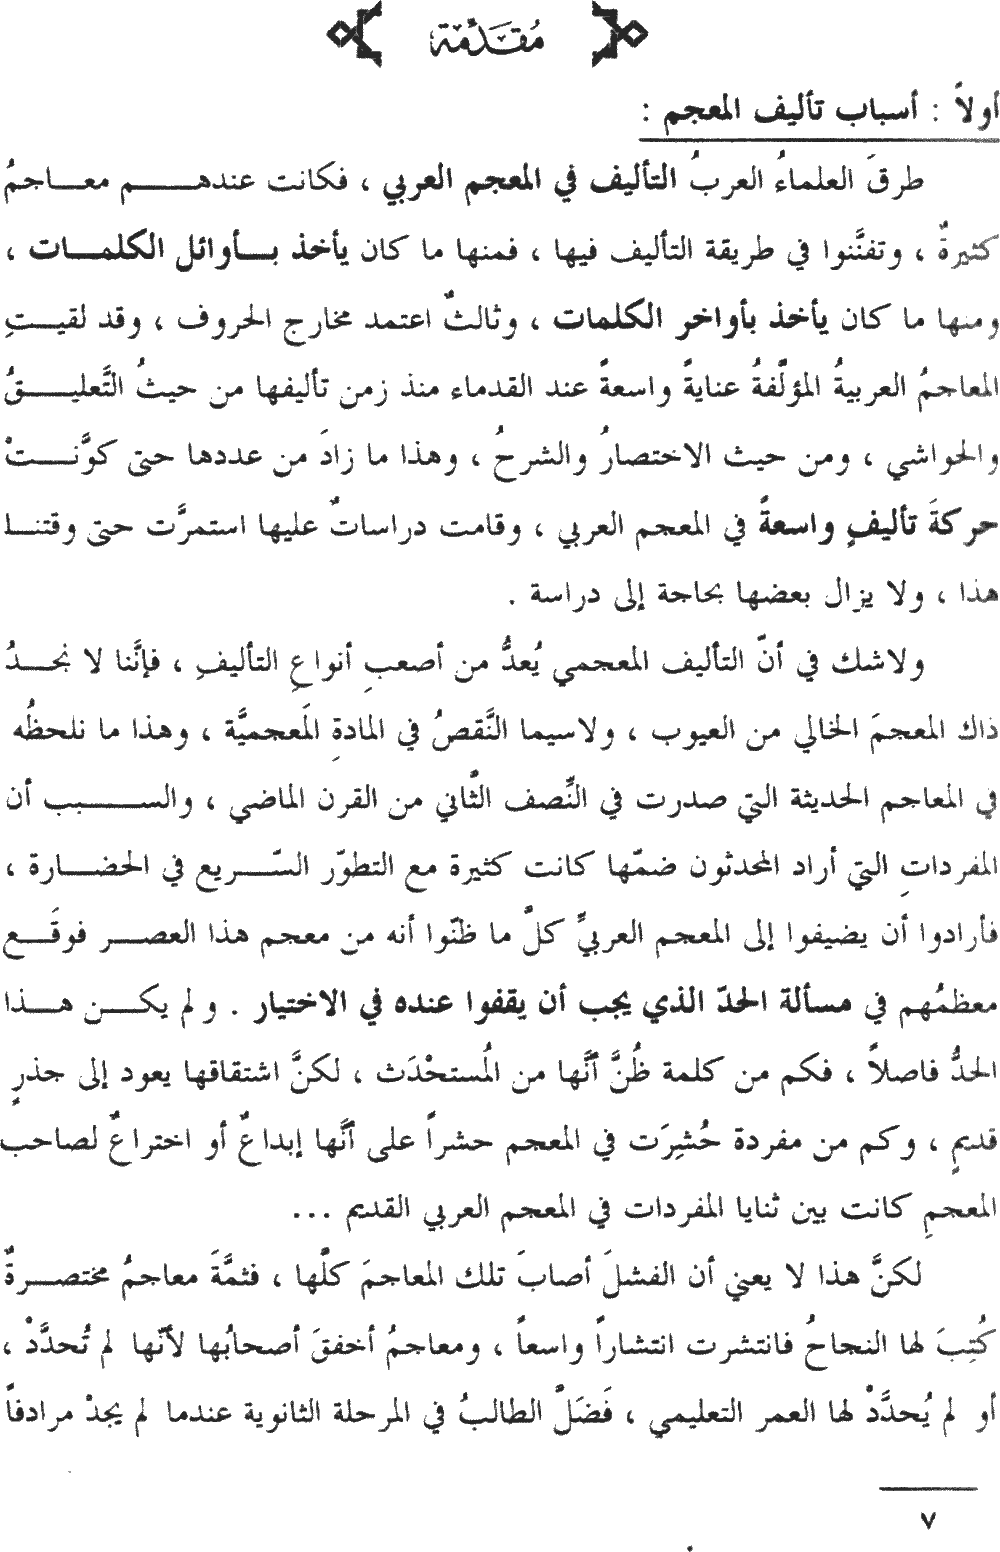 مُقَدِّمَة
أولاً : أسباب تأليف المعجم :
طرقَ العلماءُ العربُ التأليف في المعجم العربي ، فكانت عندهم معاجمُ
كثيرةٌ ، وتفنَّنوا في طريقة التأليف فيها ، فمنها ما كان يأخذ بأوائل الكلمات ،
ومنها ما كان يأخذ بأواخر الكلمات ، وثالثٌ اعتمد مخارج الحروف ، وقد لقيتِ
المعاجمُ العربيةُ المؤلَّفةُ عنايةً واسعةً عند القدماء منذ زمن تأليفها من حيثُ التَّعليقُ
والحواشي ، ومن حيث الاختصارُ والشرحُ ، وهذا ما زادَ من عددها حتى كوَّنتْ
حركةَ تأليفٍ واسعةً في المعجم العربي ، وقامت دراساتٌ عليها استمرَّت حتى وقتنا
هذا ، ولا يزال بعضها بحاجة إلى دراسة .
ولاشك في أنّ التأليف المعجمي يُعدُّ من أصعبِ أنواعِ التأليفِ ، فإنَّنا لا نجدُ
ذاك المعجمَ الخالي من العيوب ، ولاسيما النَّقصُ في المادةِ المَعجميَّة ، وهذا ما نلحظُه
في المعاجم الحديثة التي صدرت في النِّصف الثَّاني من القرن الماضي ، والسبب أن
المفرداتِ التي أراد المحدثون ضمّها كانت كثيرة مع التطوّر السّريع في الحضارة ،
فأرادوا أن يضيفوا إلى المعجم العربيِّ كلَّ ما ظنّوا أنه من معجم هذا العصر فوقَع
معظمُهم في مسألة الحدّ الذي يجب أن يقفوا عنده في الاختيار . و لم يكن هذا
الحدُّ فاصلاً ، فكم من كلمة ظُنَّ أنَّها من المُستحْدَث ، لكنَّ اشتقاقها يعود إلى جذرٍ
قديمٍ ، وكم من مفردة حُشِرَت في المعجم حشراً على أنَّها إبداعٌ أو اختراعٌ لصاحب
المعجمِ كانت بين ثنايا المفردات في المعجم العربي القديم ...
لكنَّ هذا لا يعني أن الفشلَ أصابَ تلك المعاجمَ كلَّها ، فثمَّةَ معاجمُ مختصرةٌ
كُتِبَ لها النجاحُ فانتشرت انتشاراً واسعاً ، ومعاجمُ أخفقَ أصحابُها لأنّها لم تُحدَّدْ ،
أو لم يُحدَّدْ لها العمر التعليمي ، فَضَلَّ الطالبُ في المرحلة الثانوية عندما لم يجدْ مرادفاً
٧